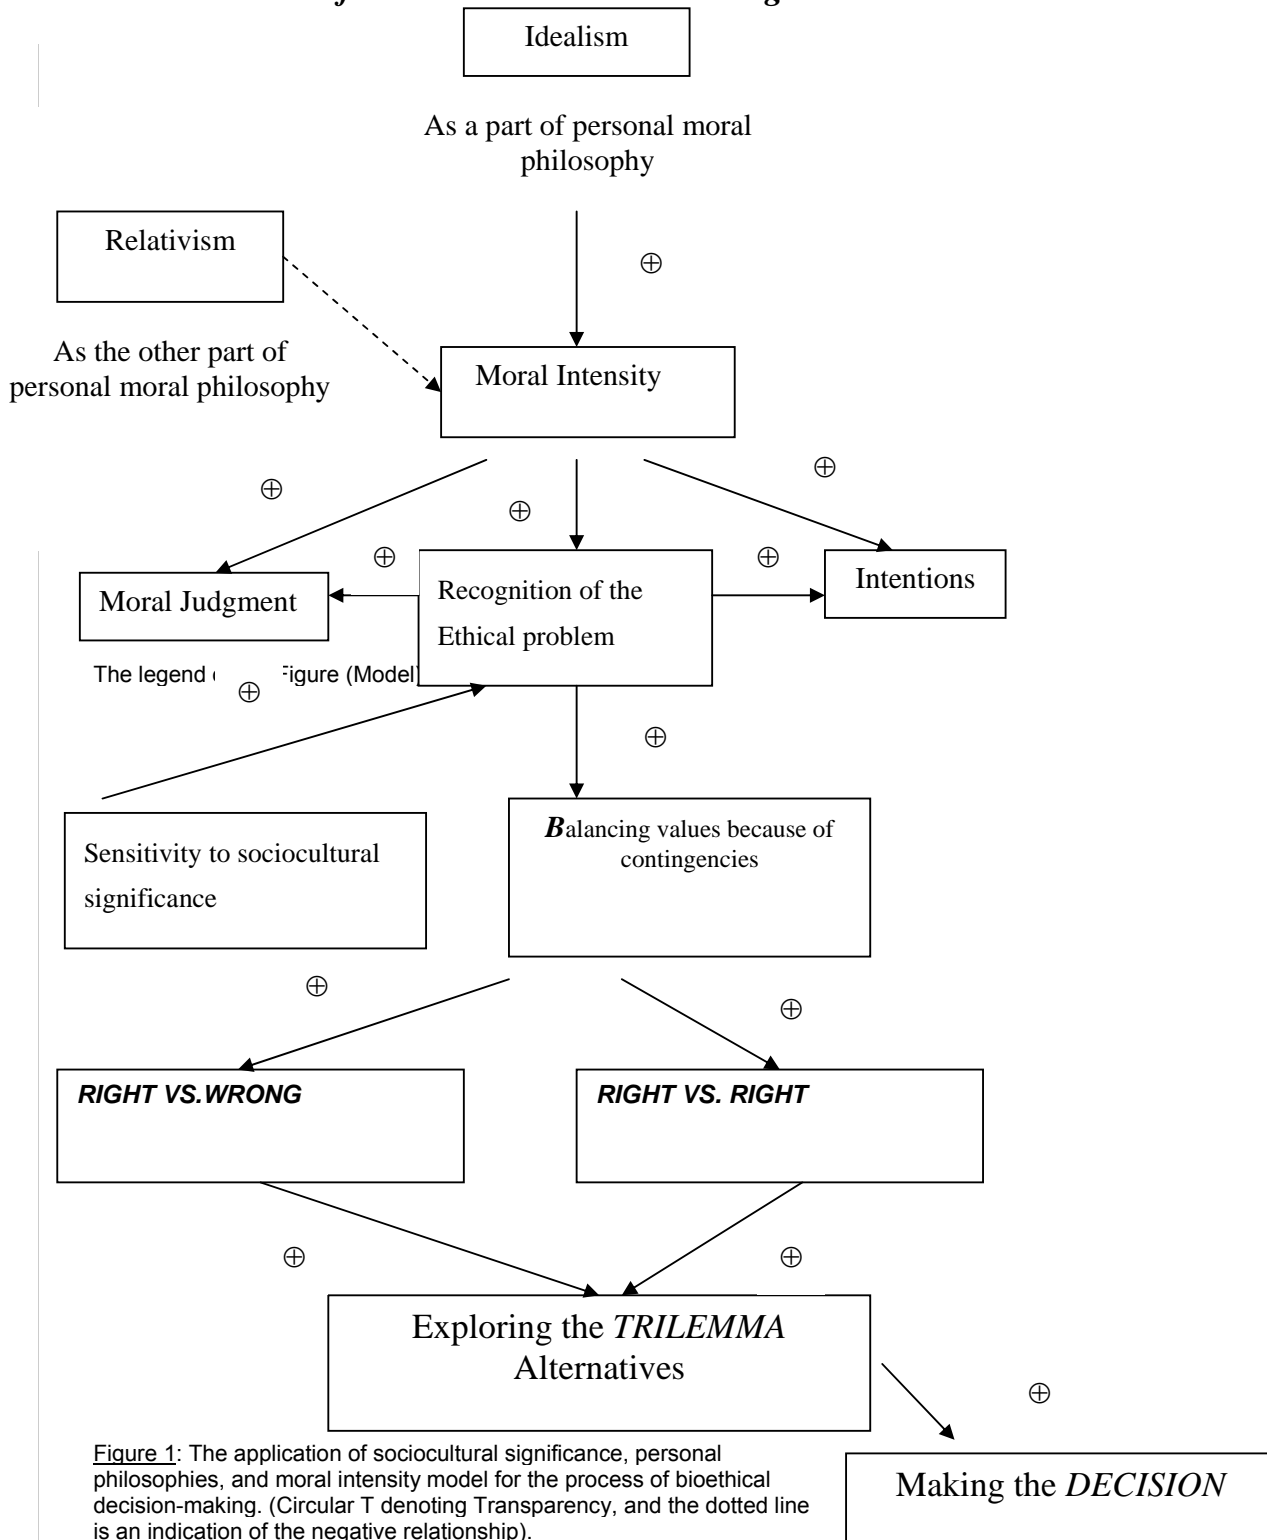 Idealism
As a part of personal moral
philosophy
Relativism
As the other part of
personal moral philosophy
Moral Intensity
Moral Judgment
Recognition of the
Ethical problem
Intentions
The legend
Figure (Model)
Sensitivity to sociocultural
significance
Balancing values because of
contingencies
RIGHT VS.WRONG
RIGHT VS. RIGHT
Exploring the TRILEMMA
Alternatives
Making the DECISION
Figure 1: The application of sociocultural significance, personal
philosophies, and moral intensity model for the process of bioethical
decision-making. (Circular T denoting Transparency, and the dotted line
is an indication of the negative relationship).